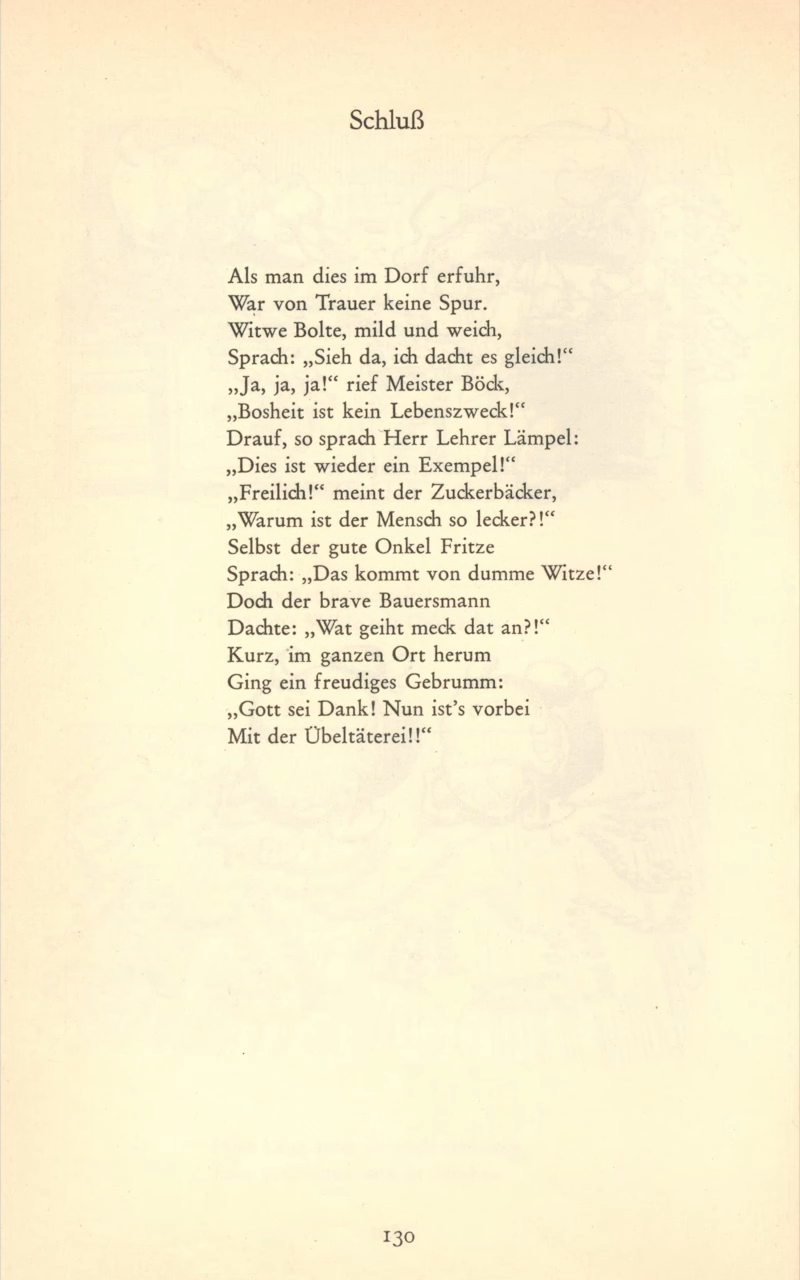 Schluß
Als man dies im Dorf erfuhr,
War von Trauer keine Spur.
Witwe Bolte, mild und weich,
Sprach: „Sieh da, ich dacht es gleich!“
„Ja, ja, ja!“ rief Meister Böck,
„Bosheit ist kein Lebenszweck!“
Drauf, so sprach Herr Lehrer Lämpel:
„Dies ist wieder ein Exempel!“
„Freilich!“ meint der Zuckerbäcker,
„Warum ist der Mensch so lecker?!“
Selbst der gute Onkel Fritze
Sprach: „Das kommt von dumme Witze!“
Doch der brave Bauersmann
Dachte: „Wat geiht meck dat an?!“
Kurz, im ganzen Ort herum
Ging ein freudiges Gebrumm:
„Gott sei Dank! Nun ist’s vorbei
Mit der Übeltäterei!!“
130